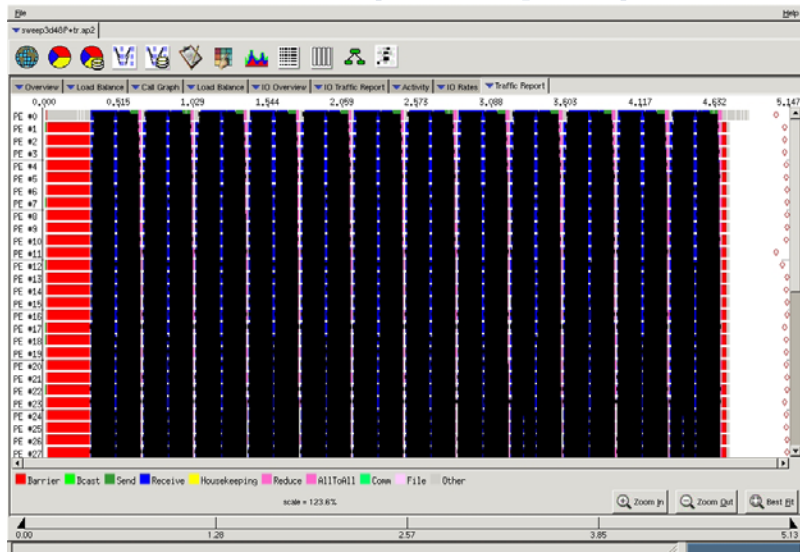 File Help
sweep3d48P+tr.ap2
Overview Load Balance Call Graph Load Balance IO Overview IO Traffic Report Activity IO Rates Traffic Report
0.000 0.515 1.029 1.544 2.059 2.573 3.088 3.603 4.117 4.632 5.147
PE #0
PE #1
PE #2
PE #3
PE #4
PE #5
PE #6
PE #7
PE #8
PE #9
PE #10
PE #11
PE #12
PE #13
PE #14
PE #15
PE #16
PE #17
PE #18
PE #19
PE #20
PE #21
PE #22
PE #23
PE #24
PE #25
PE #26
PE #27
Barrier Bcast Send Receive Housekeeping Reduce AllToAll Comm File Other
scale = 123.6% Zoom In Zoom Out Best Fit
0.00 1.28 2.57 3.85 5.13